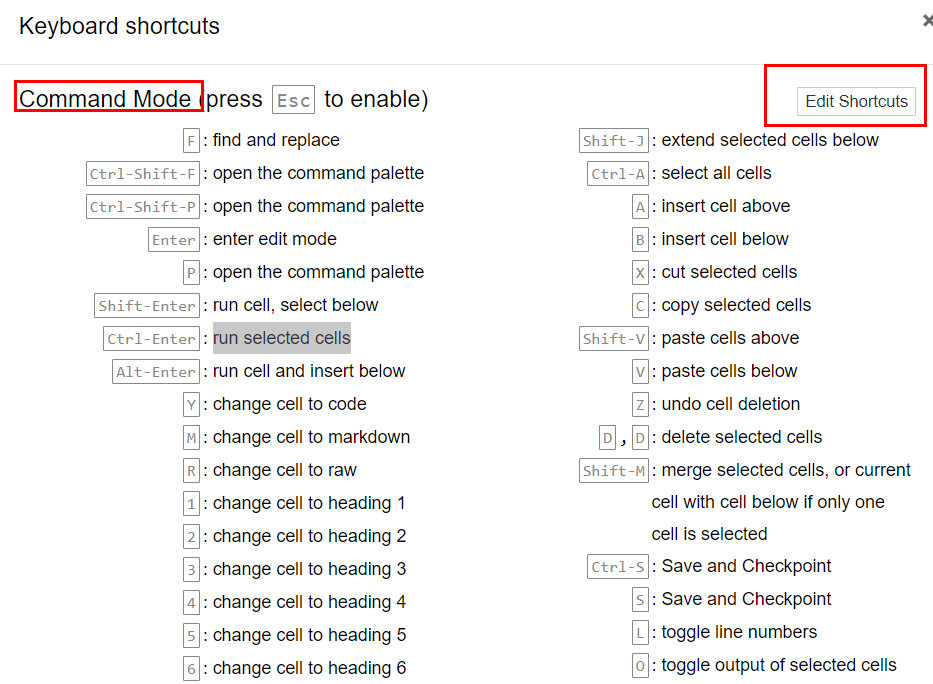 Keyboard shortcuts
×
Command Mode (press Esc to enable)
Edit Shortcuts
F : find and replace
Ctrl-Shift-F : open the command palette
Ctrl-Shift-P : open the command palette
Enter : enter edit mode
P : open the command palette
Shift-Enter : run cell, select below
Ctrl-Enter : run selected cells
Alt-Enter : run cell and insert below
Y : change cell to code
M : change cell to markdown
R : change cell to raw
1 : change cell to heading 1
2 : change cell to heading 2
3 : change cell to heading 3
4 : change cell to heading 4
5 : change cell to heading 5
6 : change cell to heading 6
Shift-J : extend selected cells below
Ctrl-A : select all cells
A : insert cell above
B : insert cell below
X : cut selected cells
C : copy selected cells
Shift-V : paste cells above
V : paste cells below
Z : undo cell deletion
D , D : delete selected cells
Shift-M : merge selected cells, or current
cell with cell below if only one
cell is selected
Ctrl-S : Save and Checkpoint
S : Save and Checkpoint
L : toggle line numbers
O : toggle output of selected cells